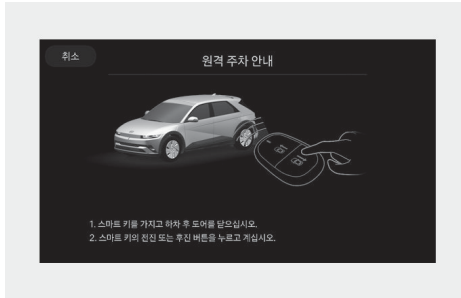 취소
원격 주차 안내
1. 스마트 키를 가지고 하차 후 도어를 닫으십시오.
2. 스마트 키의 전진 또는 후진 버튼을 누르고 계십시오.